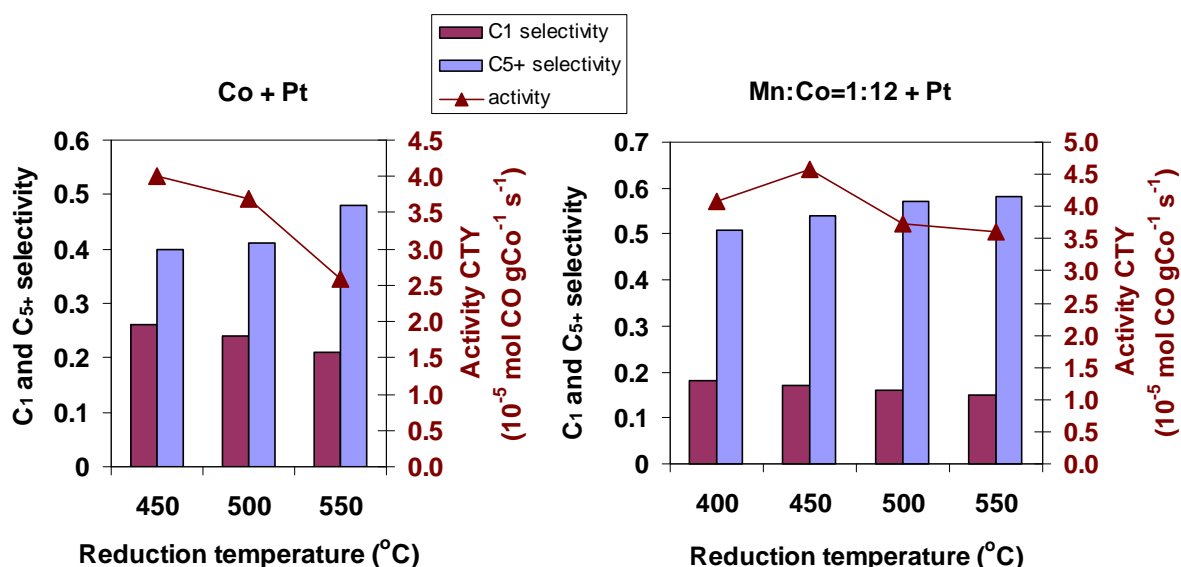 C1 selectivity
C5+ selectivity
activity
Co + Pt
C₁ and C₅₊ selectivity
0.6
0.5
0.4
0.3
0.2
0.1
0
4.5
4.0
3.5
3.0
2.5
2.0
1.5
1.0
0.5
0.0
Activity CTY
(10⁻⁵ mol CO gCo⁻¹ s⁻¹)
450 500 550
Reduction temperature (°C)
Mn:Co=1:12 + Pt
C₁ and C₅₊ selectivity
0.7
0.6
0.5
0.4
0.3
0.2
0.1
0
5.0
4.5
4.0
3.5
3.0
2.5
2.0
1.5
1.0
0.5
0.0
Activity CTY
(10⁻⁵ mol CO gCo⁻¹ s⁻¹)
400 450 500 550
Reduction temperature (°C)